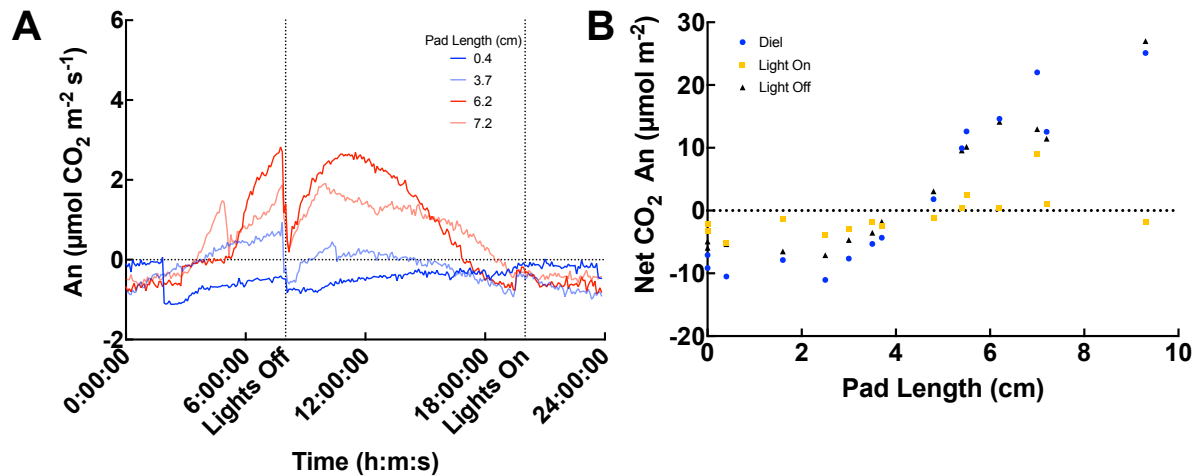 A
An (μmol CO2 m-2 s-1)
6
4
2
0
-2
Pad Length (cm)
0.4
3.7
6.2
7.2
0:00:00
6:00:00
Lights Off
12:00:00
18:00:00
Lights On
24:00:00
Time (h:m:s)
B
Net CO2 An (μmol m-2)
30
20
10
0
-10
-20
Diel
Light On
Light Off
0
2
4
6
8
10
Pad Length (cm)